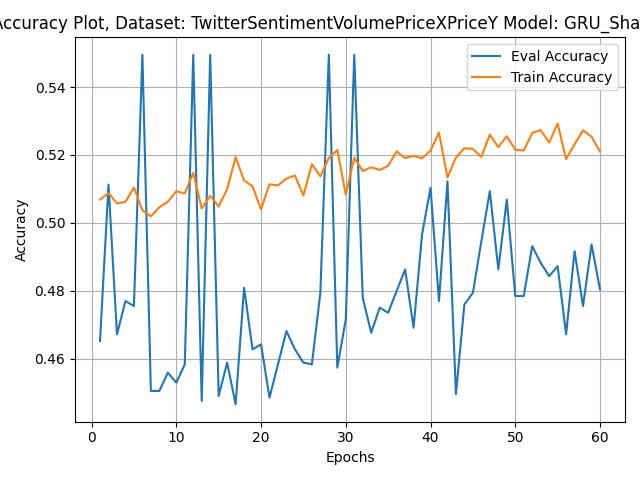 Accuracy Plot, Dataset: TwitterSentimentVolumePriceXPriceY Model: GRU_Sha
Eval Accuracy
Train Accuracy
0.54
0.52
0.50
0.48
0.46
Accuracy
0 10 20 30 40 50 60
Epochs